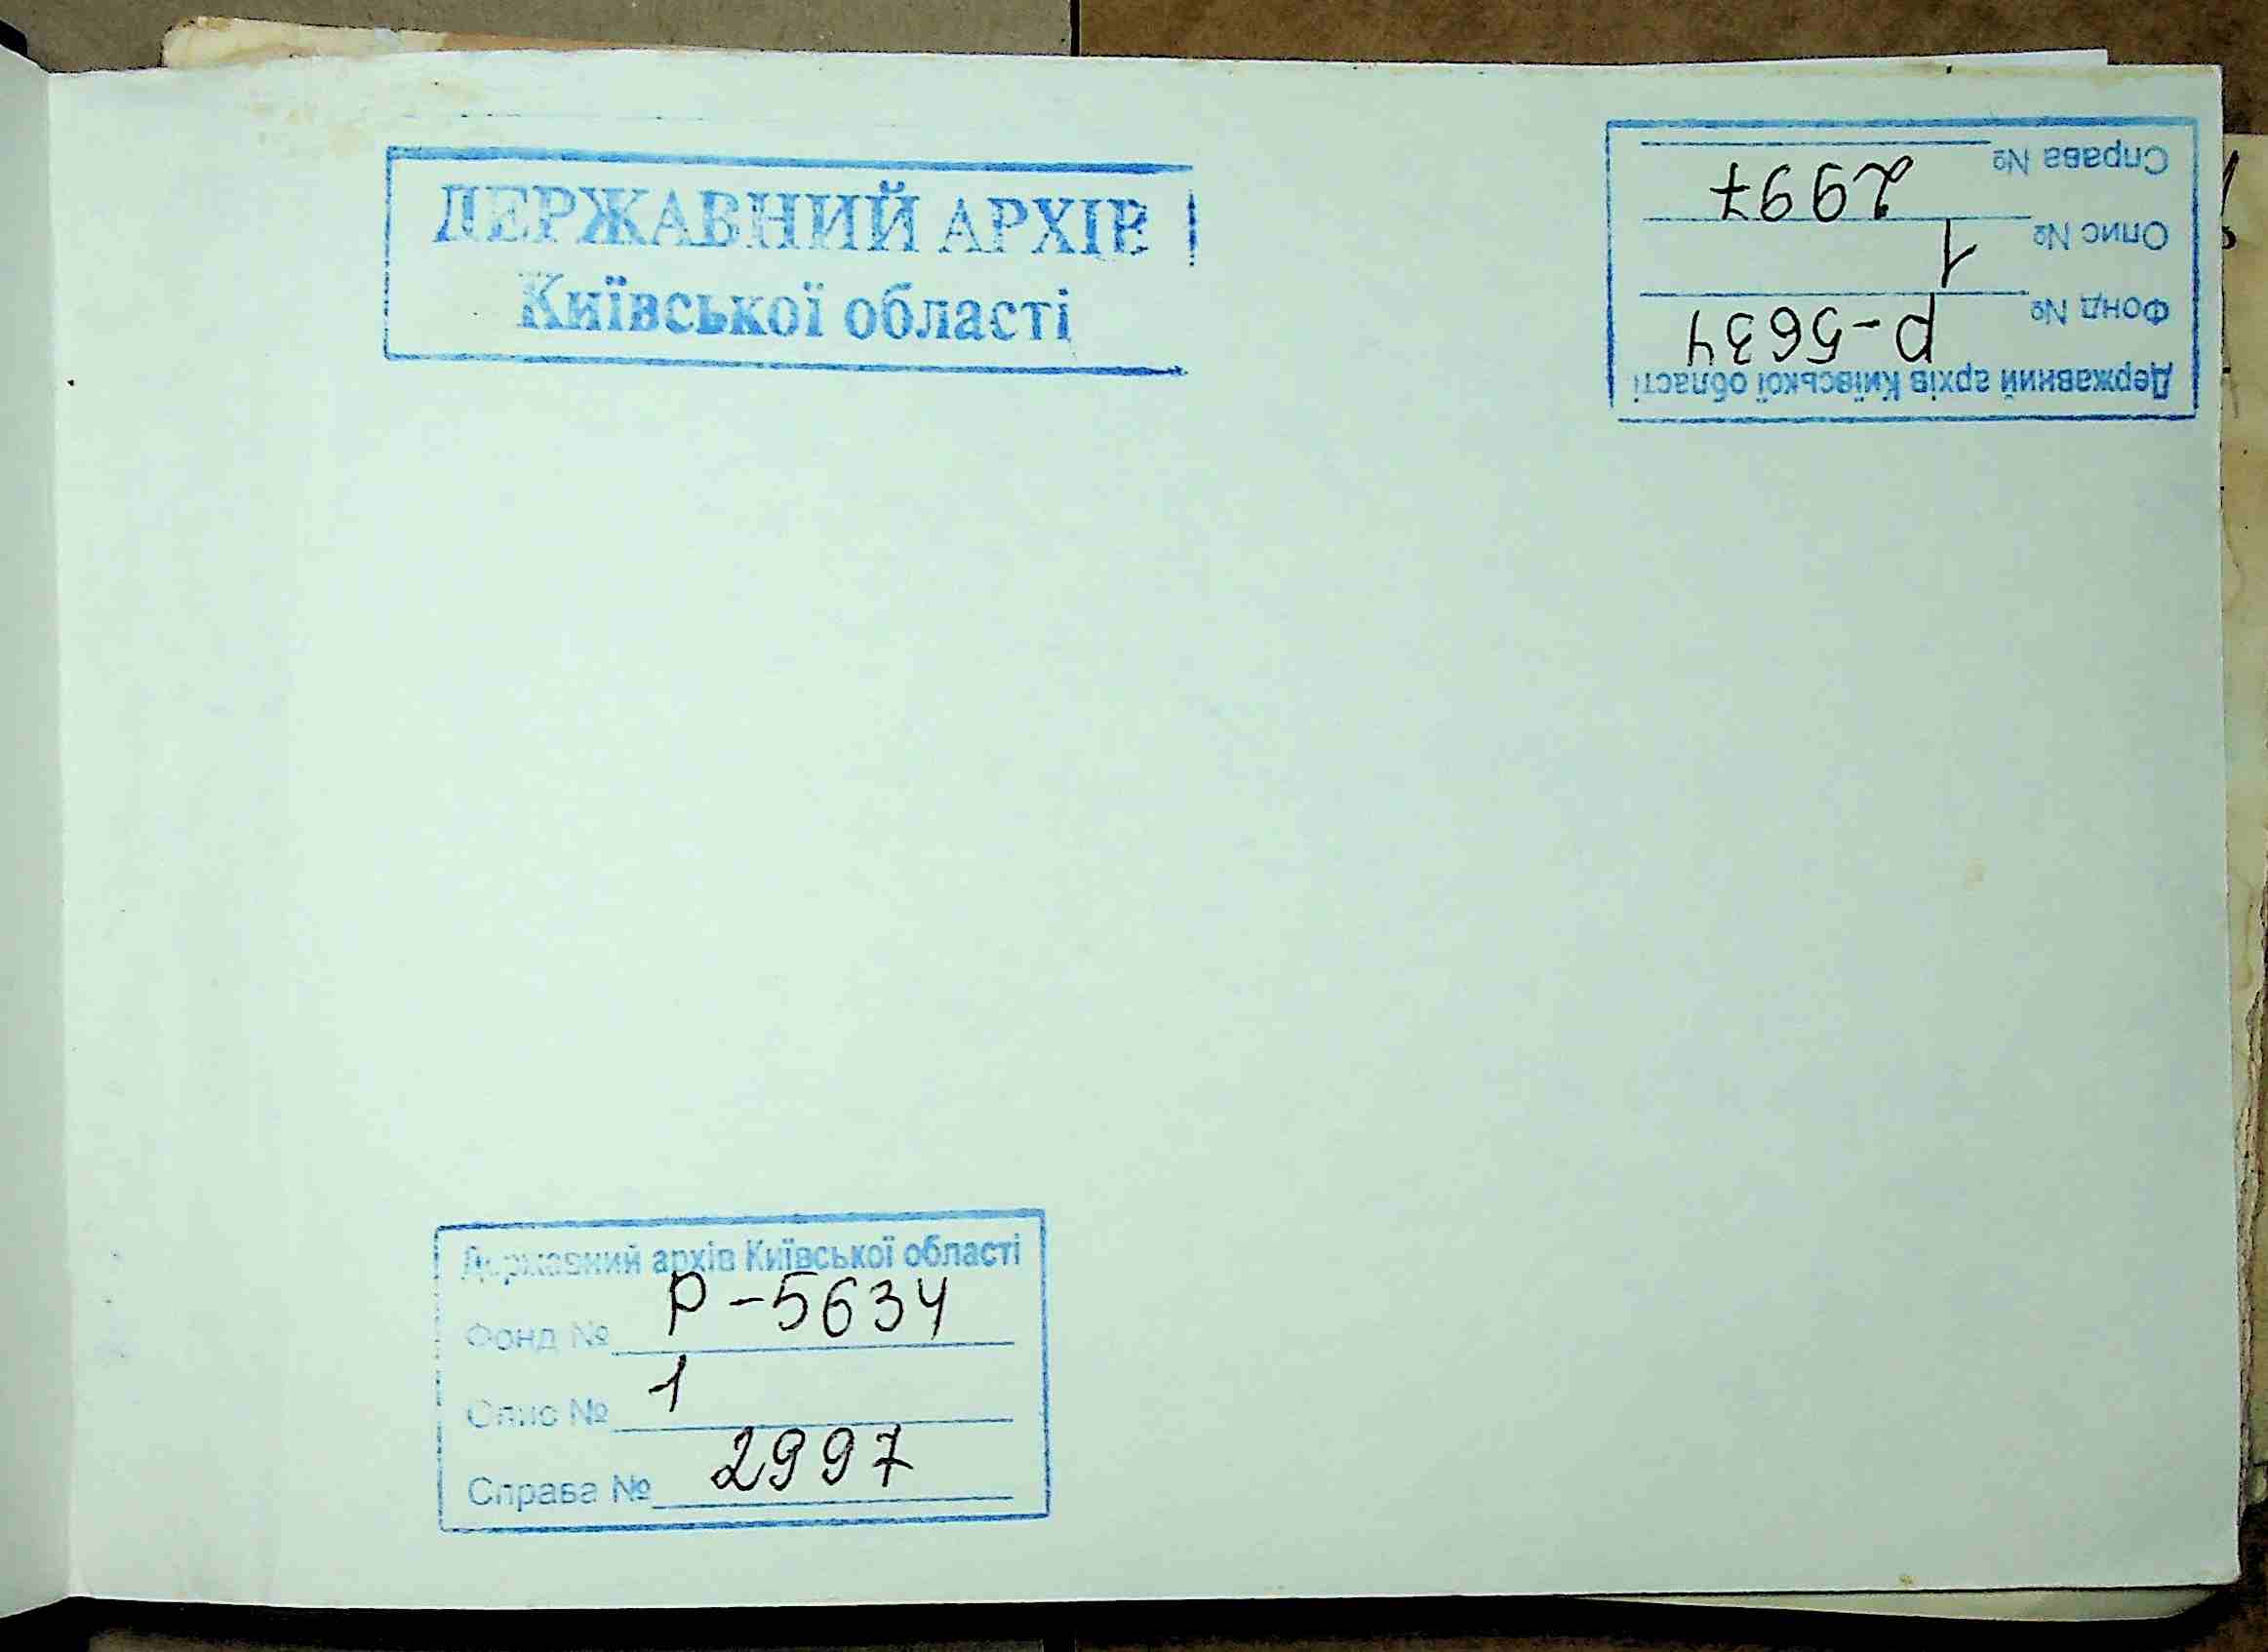 ДЕРЖАВНИЙ АРХІВ
Київської області
Державний архів Київської області
Фонд № Р-5634
Опис № 1
Справа № 2997
Державний архів Київської області
Фонд № Р-5634
Опис № 1
Справа № 2997